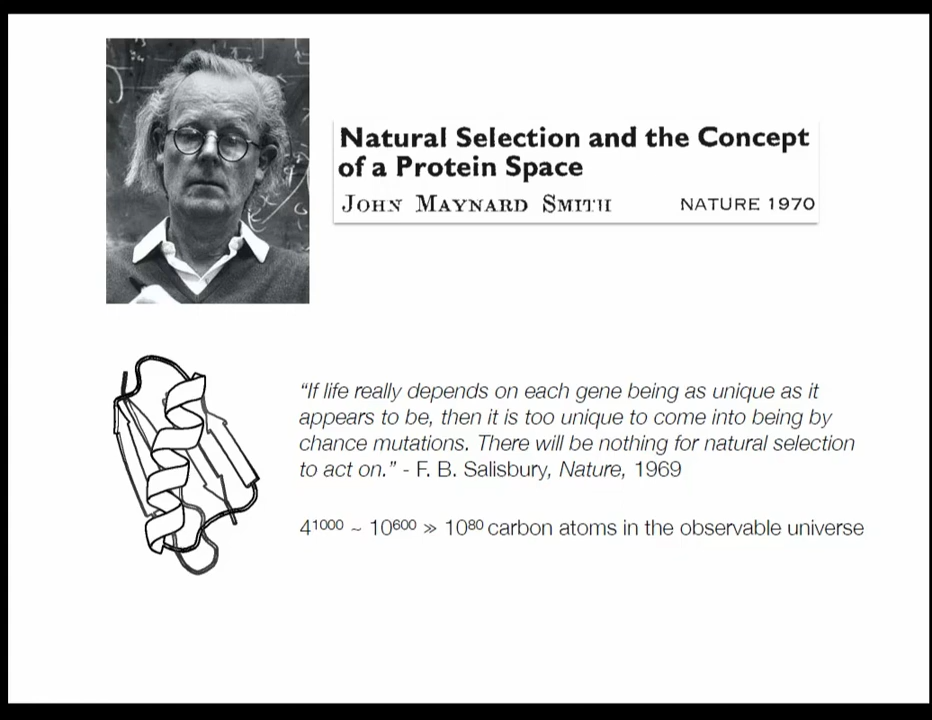 Natural Selection and the Concept
of a Protein Space
John Maynard Smith NATURE 1970
“If life really depends on each gene being as unique as it
appears to be, then it is too unique to come into being by
chance mutations. There will be nothing for natural selection
to act on.” - F. B. Salisbury, Nature, 1969
4¹⁰⁰⁰ ~ 10⁶⁰⁰ » 10⁸⁰ carbon atoms in the observable universe